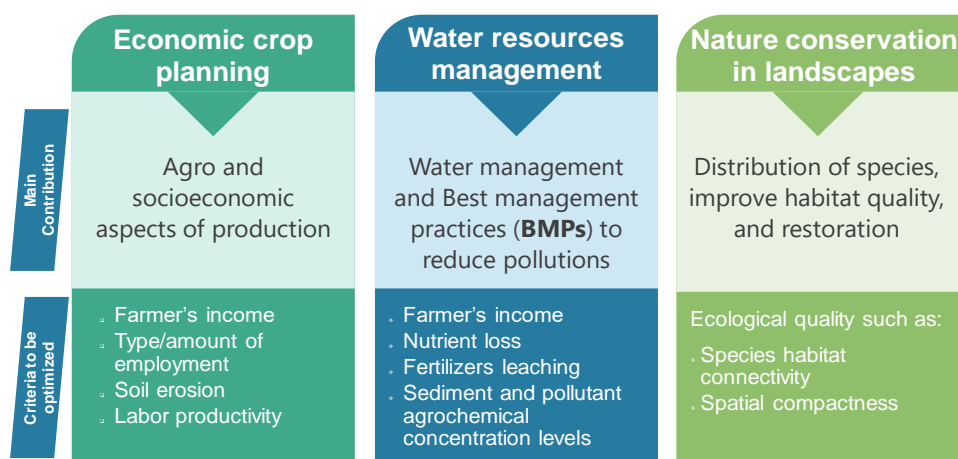 Economic crop
planning
Water resources
management
Nature conservation
in landscapes
Main
Contribution
Agro and
socioeconomic
aspects of production
Water management
and Best management
practices (BMPs) to
reduce pollutions
Distribution of species,
improve habitat quality,
and restoration
Criteria to be
optimized
Farmer’s income
Type/amount of
employment
Soil erosion
Labor productivity
Farmer’s income
Nutrient loss
Fertilizers leaching
Sediment and pollutant
agrochemical
concentration levels
Ecological quality such as:
Species habitat
connectivity
Spatial compactness